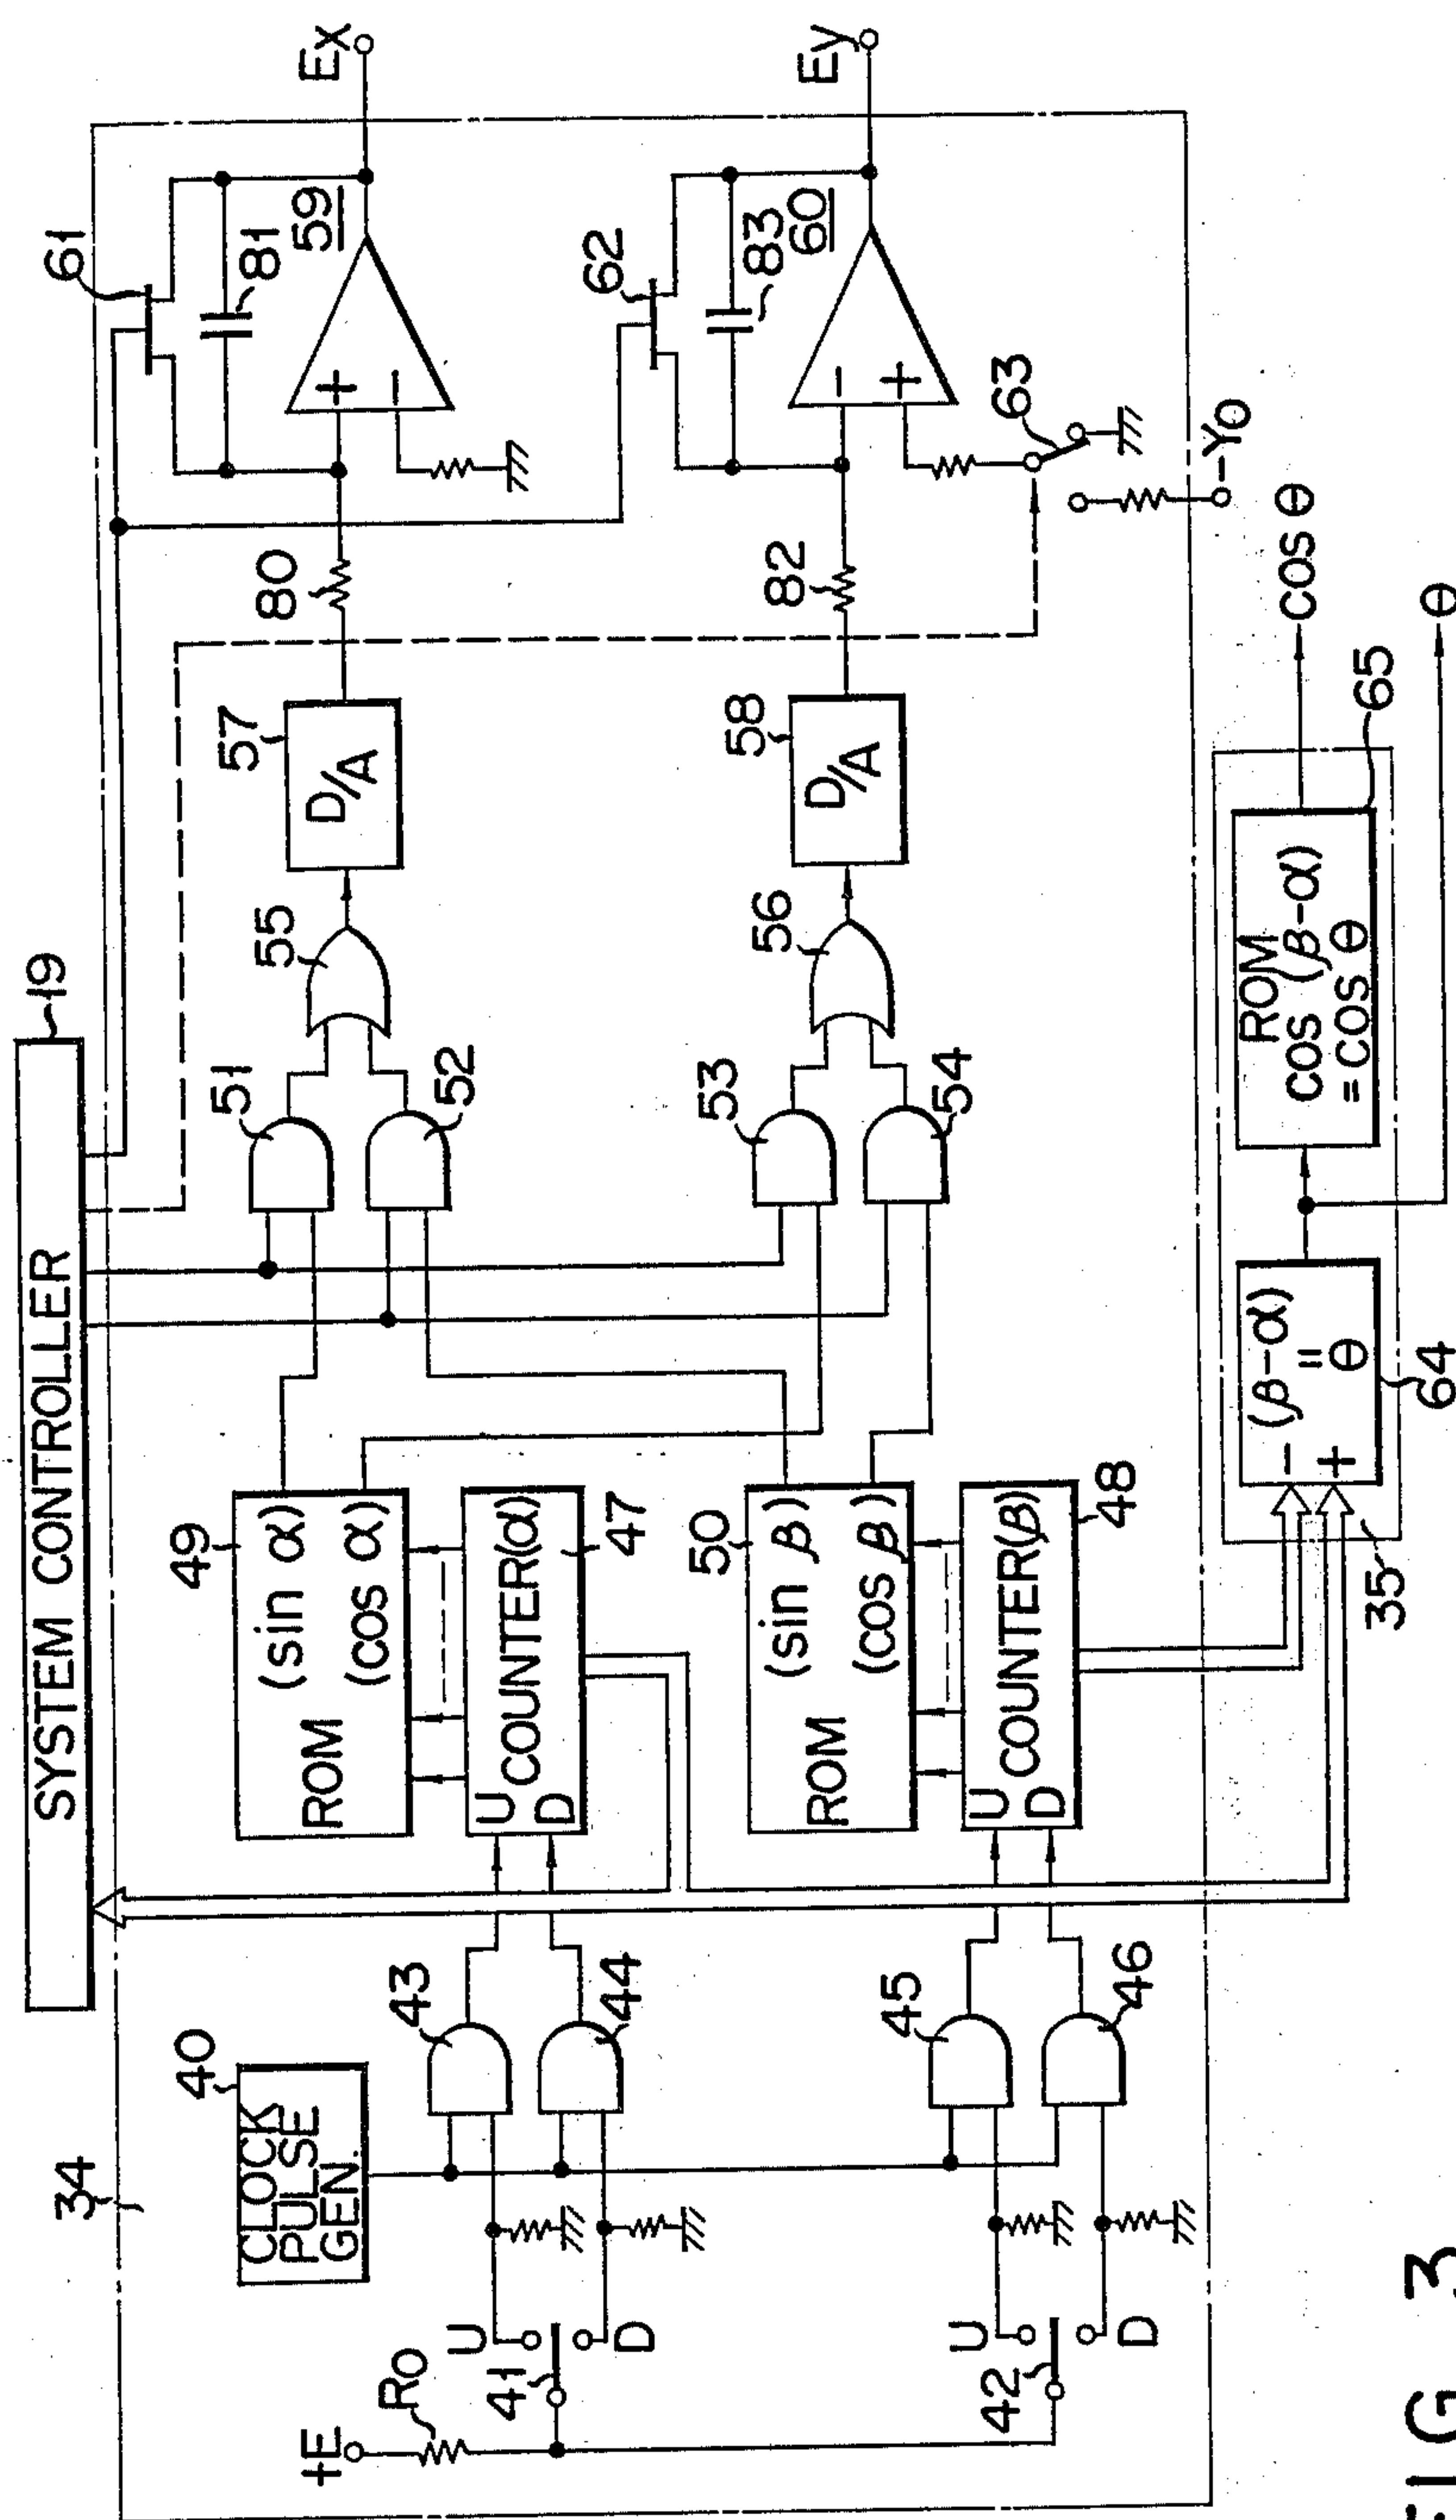 SYSTEM CONTROLLER
19
34
40
CLOCK
PULSE
GEN.
+E
R0
41
U
D
42
U
D
43
44
45
46
49
ROM
(sin α)
(cos α)
U
D
COUNTER(α)
47
50
ROM
(sin β)
(cos β)
U
D
COUNTER(β)
48
51
52
53
54
55
56
57
D/A
58
D/A
80
82
61
81
59
+
-
Ex
62
83
60
-
+
Ey
63
-Y0
35
-
+
(β-α)
=
θ
64
ROM
COS (β-α)
= COS θ
65
COS θ
θ
FIG 3